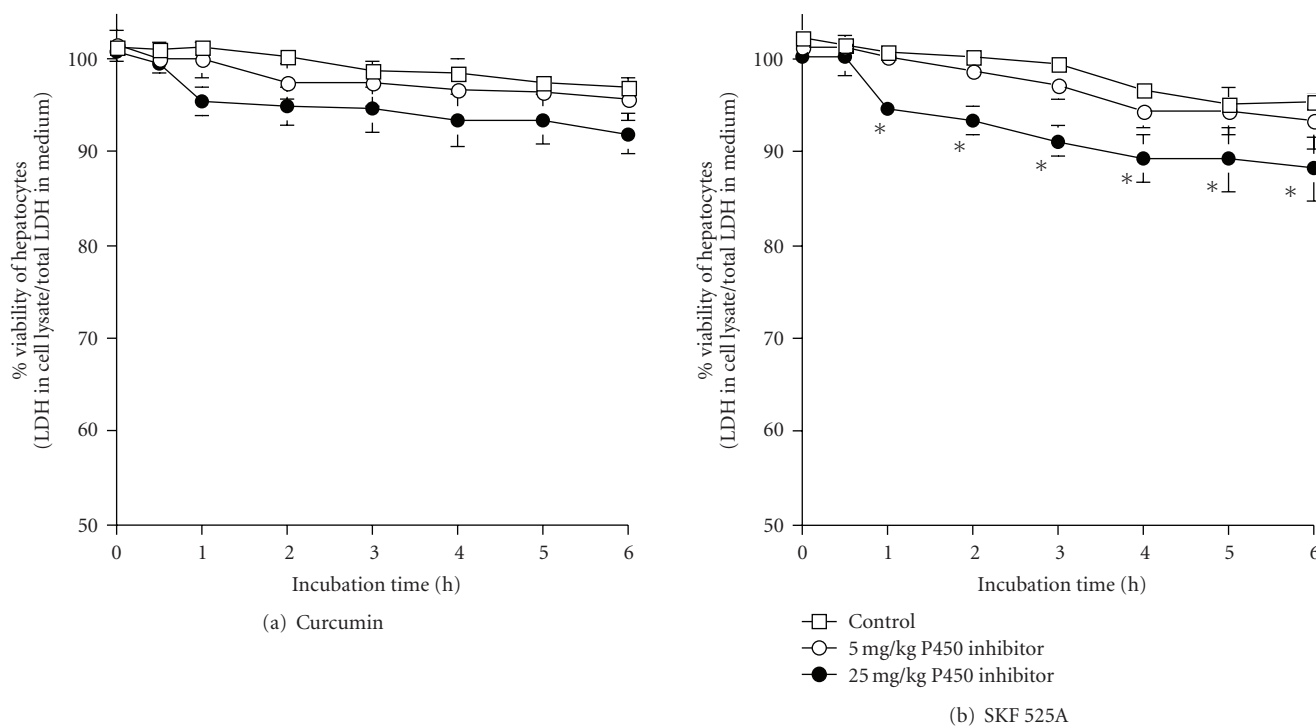 % viability of hepatocytes
(LDH in cell lysate/total LDH in medium)
100
90
80
70
60
50
0
1
2
3
4
5
6
Incubation time (h)
(a) Curcumin
% viability of hepatocytes
(LDH in cell lysate/total LDH in medium)
100
90
80
70
60
50
*
*
*
*
*
*
0
1
2
3
4
5
6
Incubation time (h)
Control
5 mg/kg P450 inhibitor
25 mg/kg P450 inhibitor
(b) SKF 525A